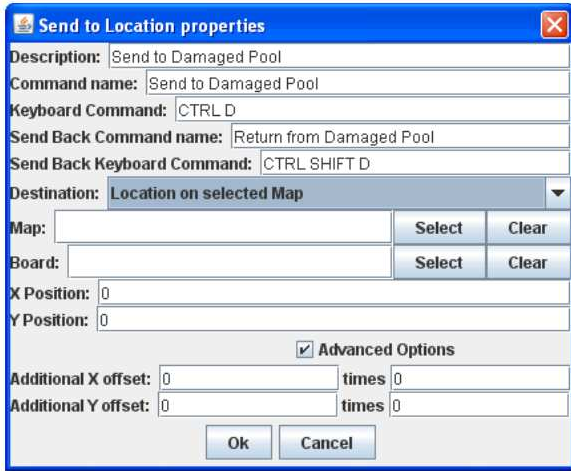 Send to Location properties
Description: Send to Damaged Pool
Command name: Send to Damaged Pool
Keyboard Command: CTRL D
Send Back Command name: Return from Damaged Pool
Send Back Keyboard Command: CTRL SHIFT D
Destination: Location on selected Map
Map: Select Clear
Board: Select Clear
X Position: 0
Y Position: 0
Advanced Options
Additional X offset: 0 times 0
Additional Y offset: 0 times 0
Ok Cancel